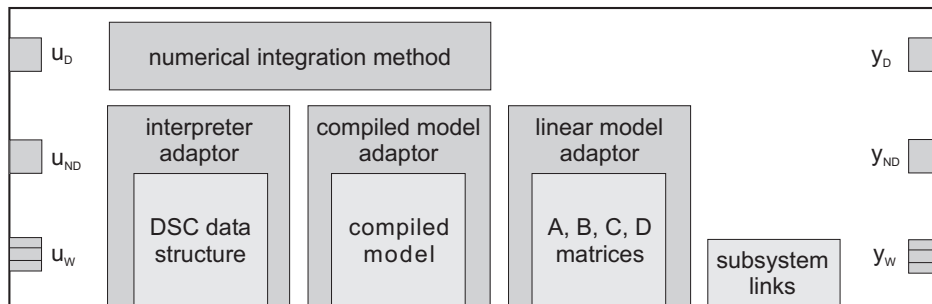 u_D
numerical integration method
y_D
interpreter
adaptor
compiled model
adaptor
linear model
adaptor
u_ND
y_ND
DSC data
structure
compiled
model
A, B, C, D
matrices
u_W
subsystem
links
y_W